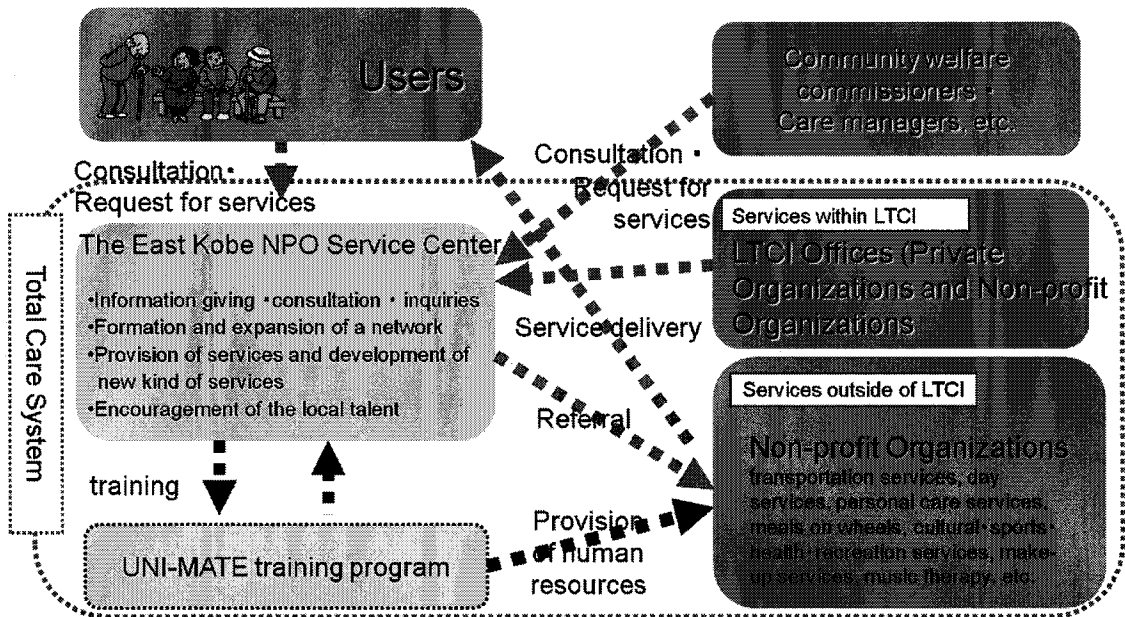 Users
Community welfare
commissioners・
Care managers, etc.
Consultation・
Request for services
Consultation・
Request for
services
Total Care System
The East Kobe NPO Service Center
•Information giving・consultation・inquiries
•Formation and expansion of a network
•Provision of services and development of
new kind of services
•Encouragement of the local talent
Services within LTCI
LTCI Offices (Private
Organizations and Non-profit
Organizations
Service delivery
Referral
Services outside of LTCI
Non-profit Organizations
transportation services, day
services, personal care services,
meals on wheels, cultural・sports・
health・recreation services, make-
up services, music therapy, etc.
training
UNI-MATE training program
Provision
of human
resources